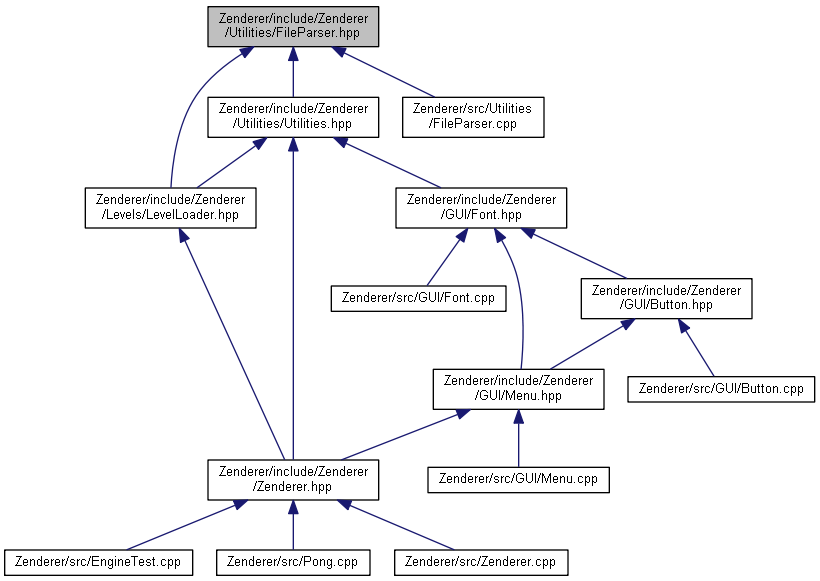 Zenderer/include/Zenderer
/Utilities/FileParser.hpp
Zenderer/include/Zenderer
/Utilities/Utilities.hpp
Zenderer/src/Utilities
/FileParser.cpp
Zenderer/include/Zenderer
/Levels/LevelLoader.hpp
Zenderer/include/Zenderer
/GUI/Font.hpp
Zenderer/src/GUI/Font.cpp
Zenderer/include/Zenderer
/GUI/Button.hpp
Zenderer/include/Zenderer
/GUI/Menu.hpp
Zenderer/src/GUI/Button.cpp
Zenderer/include/Zenderer
/Zenderer.hpp
Zenderer/src/GUI/Menu.cpp
Zenderer/src/EngineTest.cpp
Zenderer/src/Pong.cpp
Zenderer/src/Zenderer.cpp